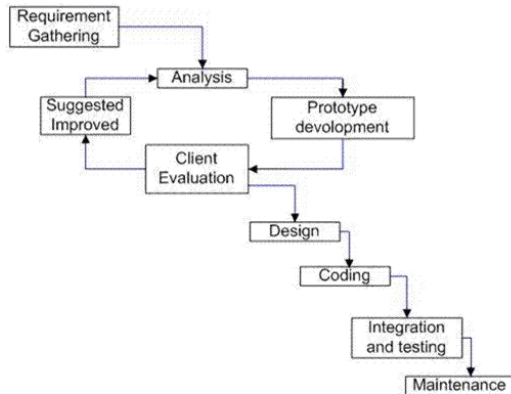 Requirement
Gathering
Analysis
Suggested
Improved
Prototype
devolopment
Client
Evaluation
Design
Coding
Integration
and testing
Maintenance